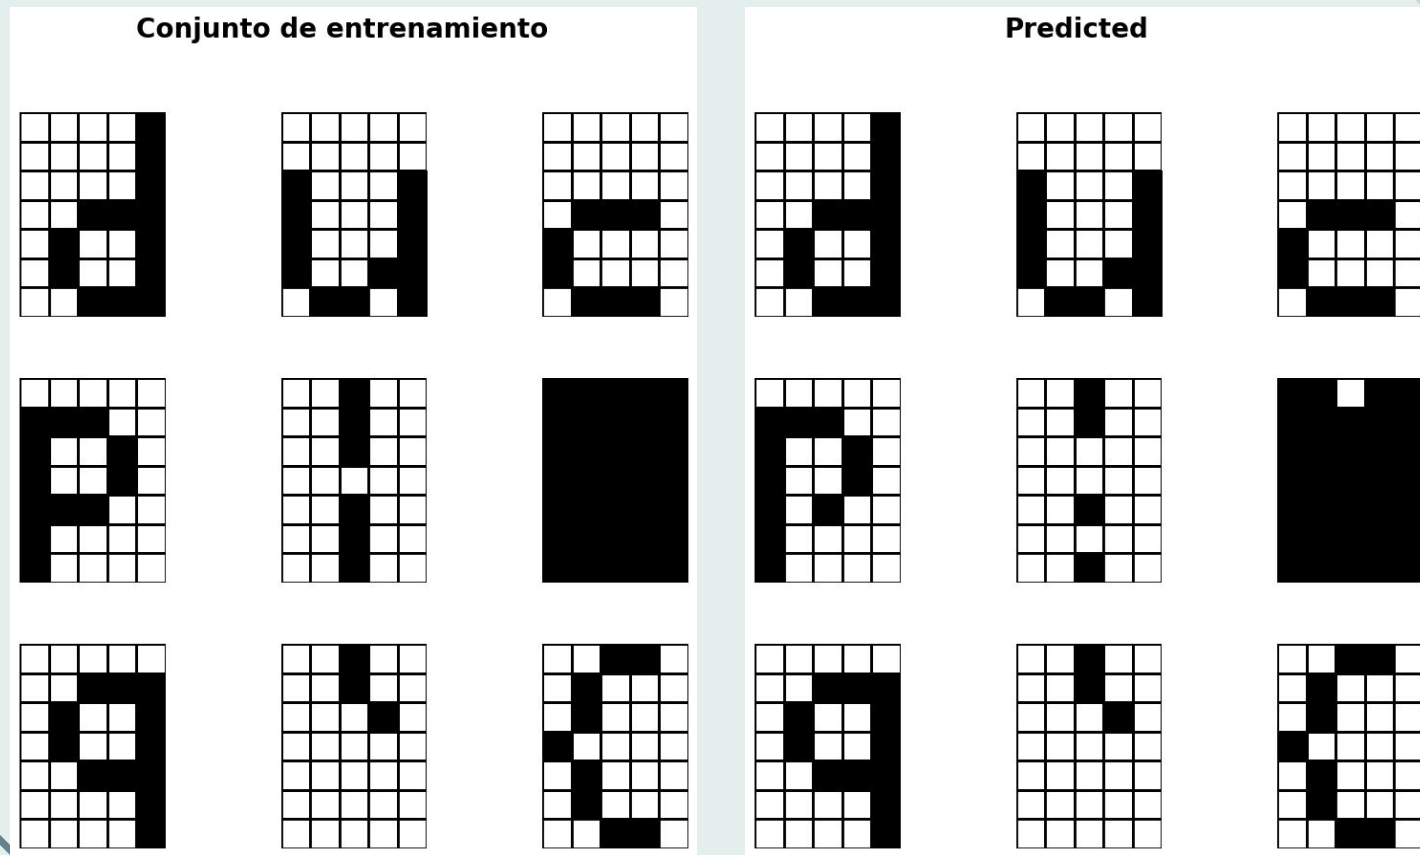 Conjunto de entrenamiento
Predicted
d u c d u c
p | p
q ` { q ` {